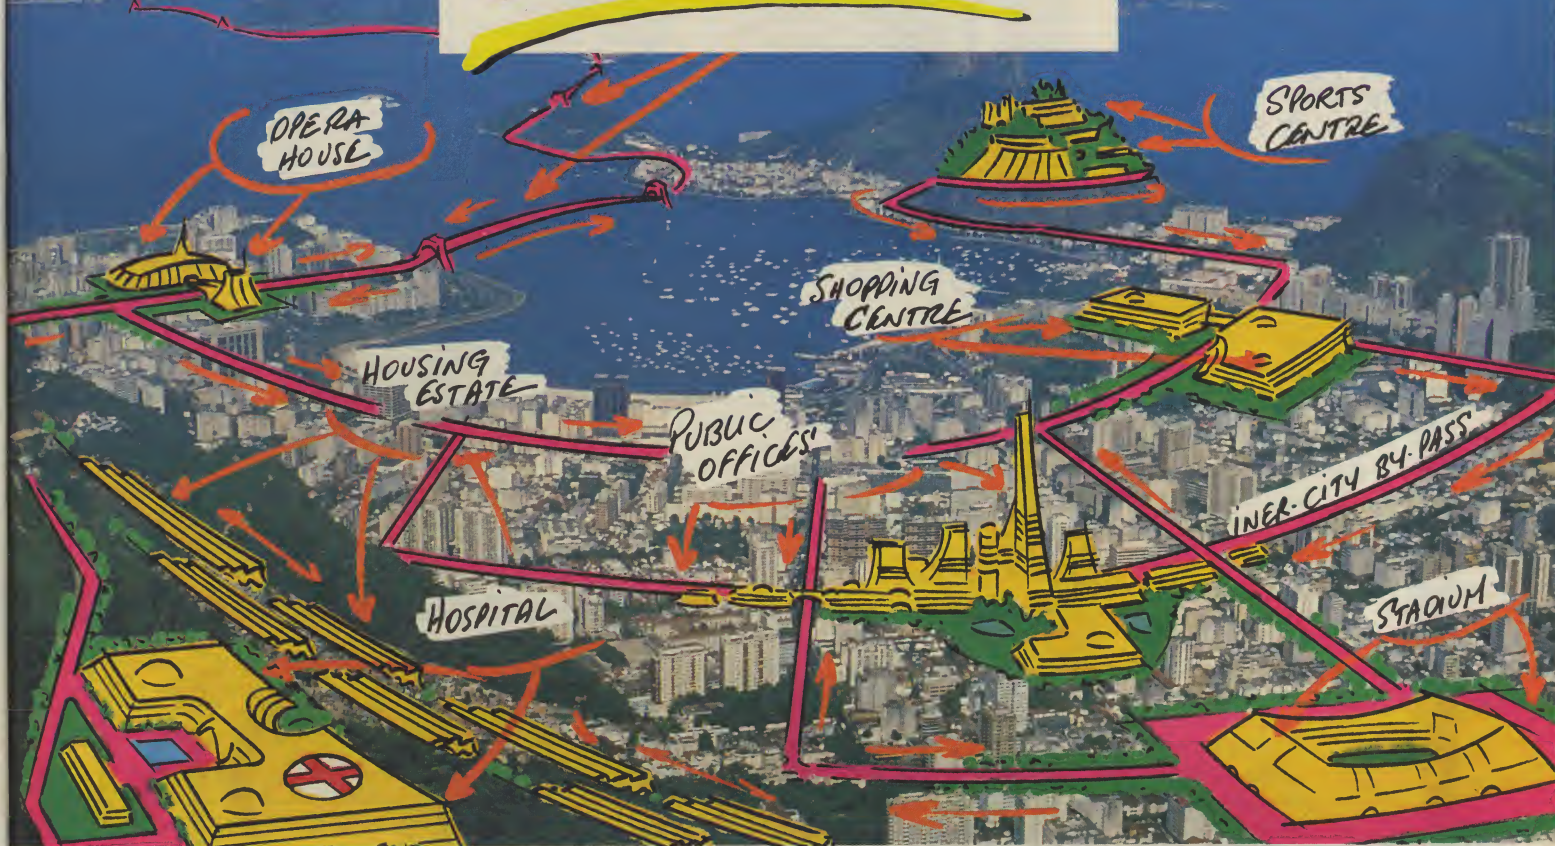 OPERA
HOUSE
SPORTS
CENTRE
SHOPPING
CENTRE
HOUSING
ESTATE
PUBLIC
OFFICES
INER-CITY BY-PASS
HOSPITAL
STADIUM